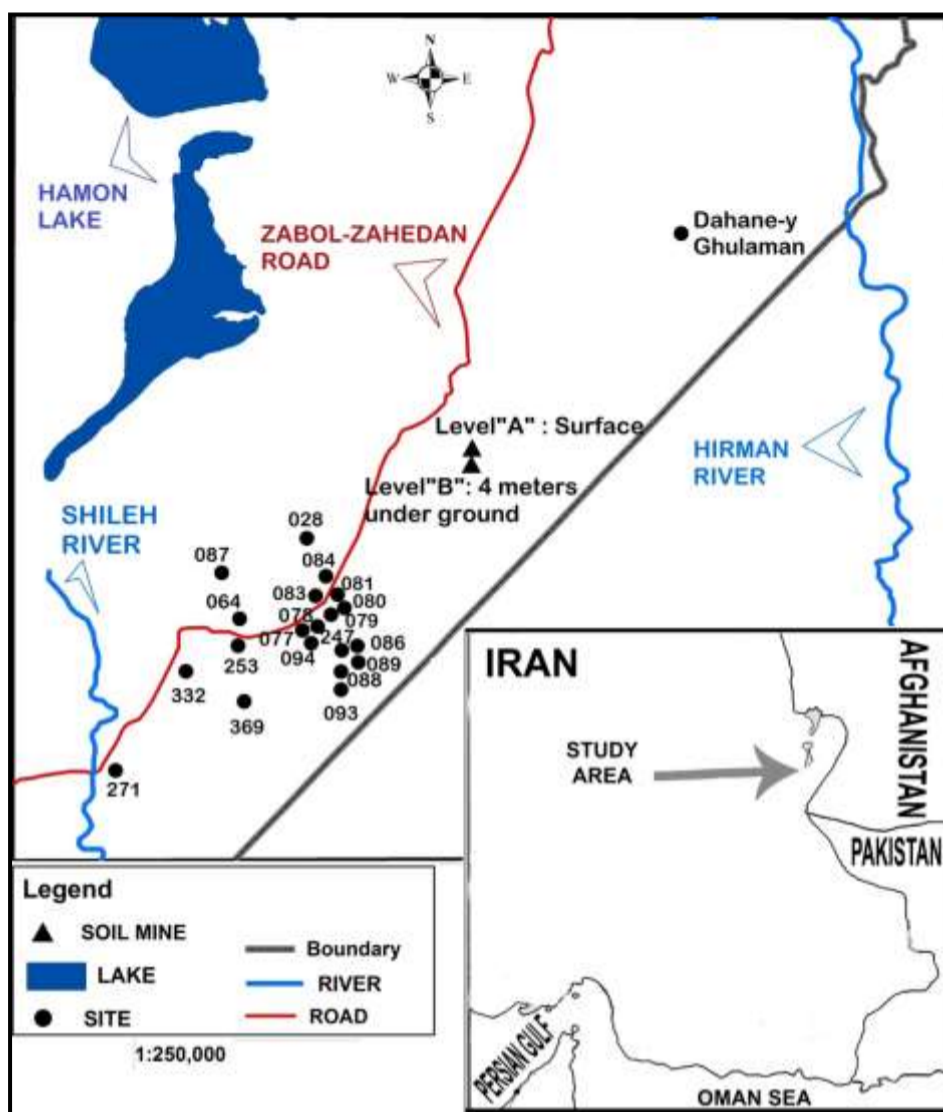 N
W E
S
HAMON
LAKE
ZABOL-ZAHEDAN
ROAD
Dahane-y
Ghulaman
Level"A" : Surface
Level"B": 4 meters
under ground
HIRMAN
RIVER
SHILEH
RIVER
028
087
084
081
083
080
064
078
079
077
247
086
094
253
089
332
088
369
093
271
IRAN
AFGHANISTAN
STUDY
AREA
PAKISTAN
PERSIAN GULF
OMAN SEA
Legend
SOIL MINE
Boundary
LAKE
RIVER
SITE
ROAD
1:250,000